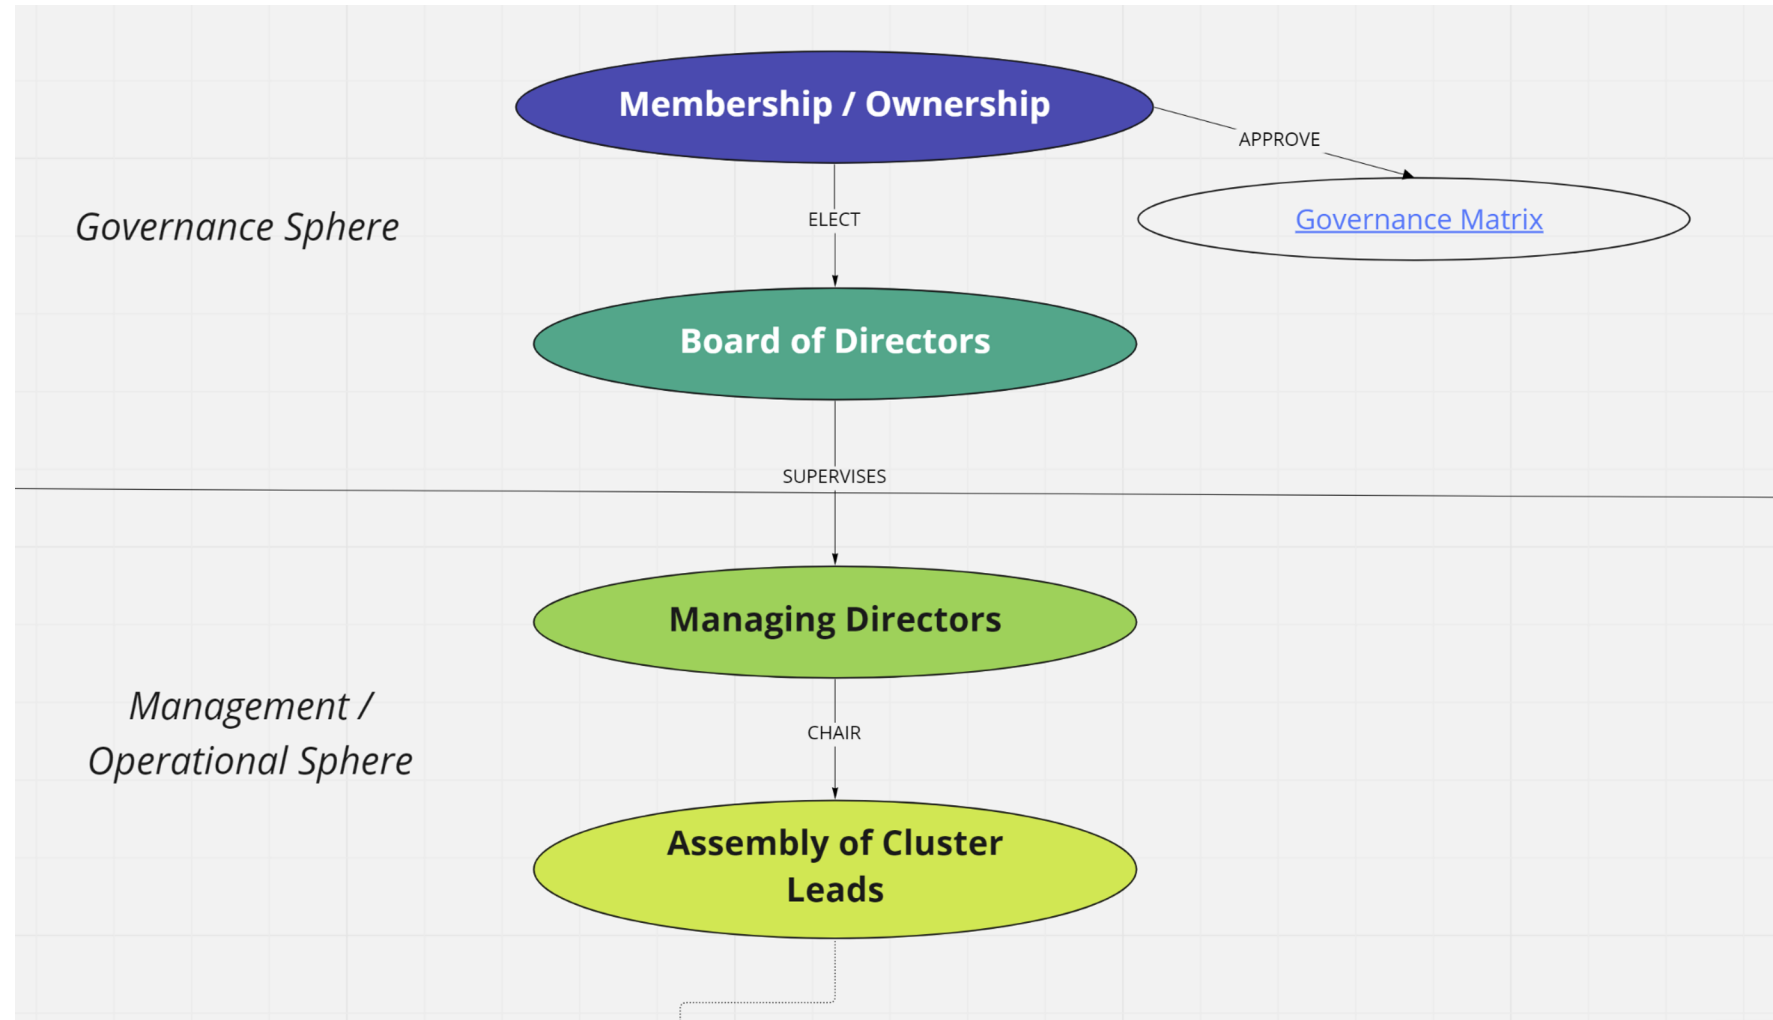 Membership / Ownership
APPROVE
Governance Matrix
ELECT
Governance Sphere
Board of Directors
SUPERVISES
Managing Directors
Management /
Operational Sphere
CHAIR
Assembly of Cluster
Leads